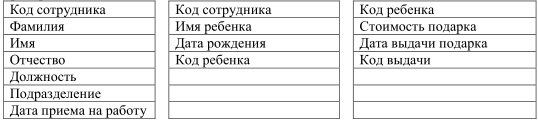 Код сотрудника
Фамилия
Имя
Отчество
Должность
Подразделение
Дата приема на работу
Код сотрудника
Имя ребенка
Дата рождения
Код ребенка
Код ребенка
Стоимость подарка
Дата выдачи подарка
Код выдачи